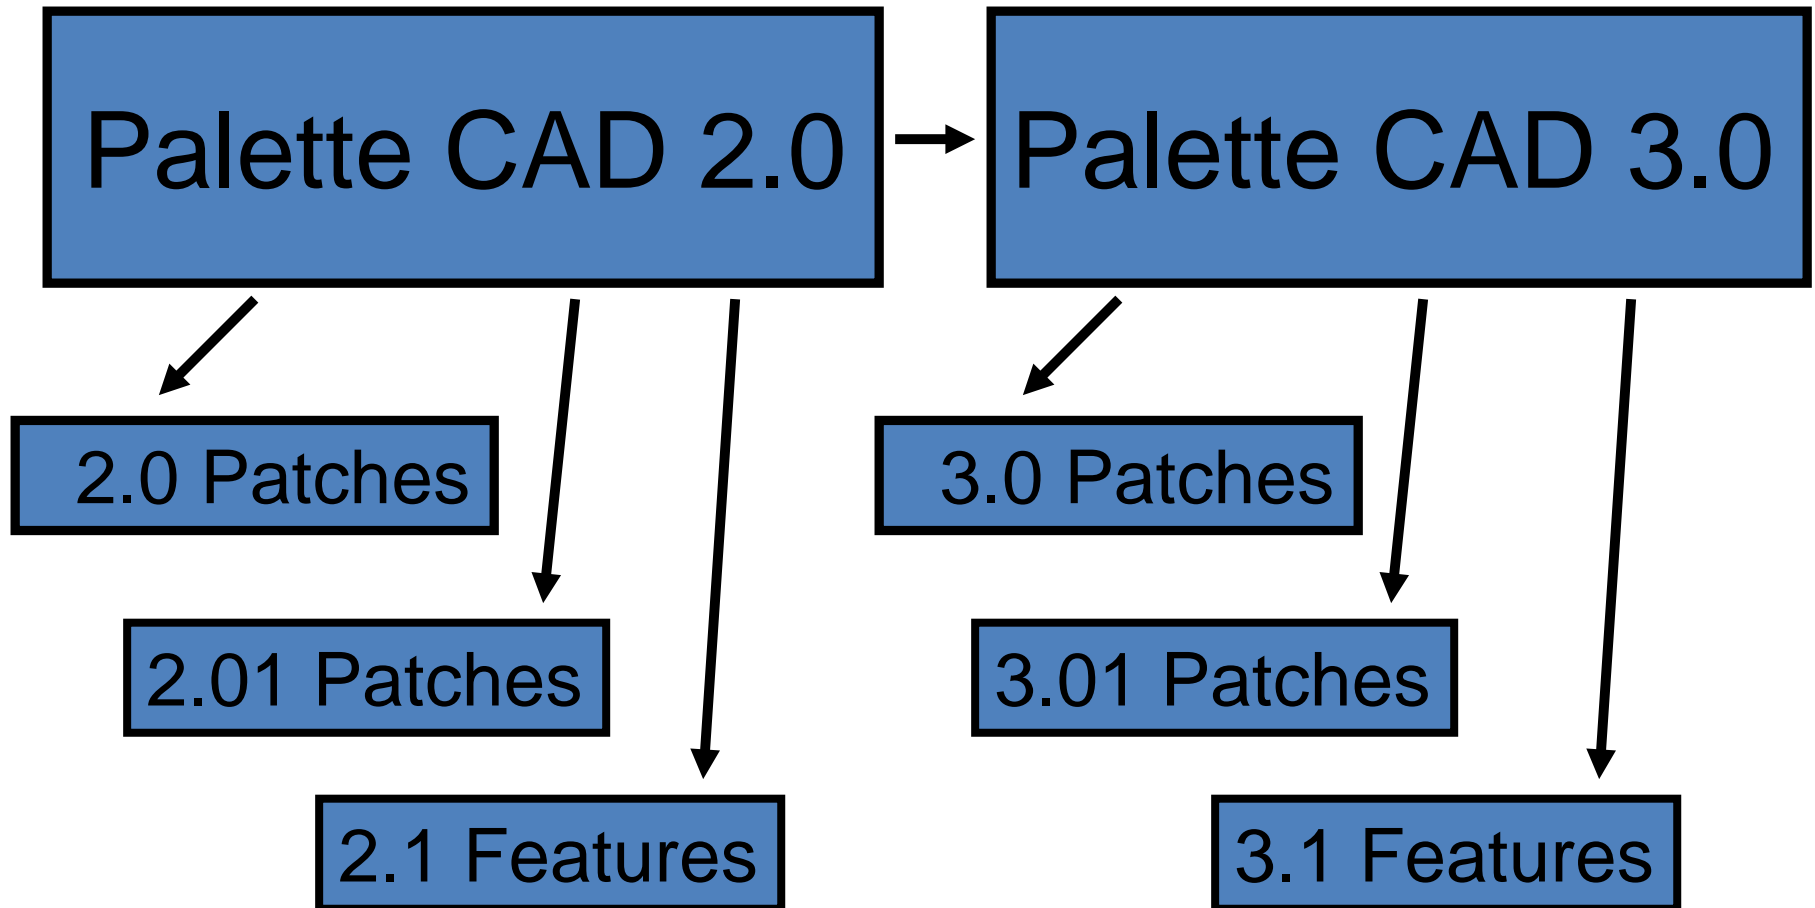 Palette CAD 2.0
Palette CAD 3.0
2.0 Patches
3.0 Patches
2.01 Patches
3.01 Patches
2.1 Features
3.1 Features